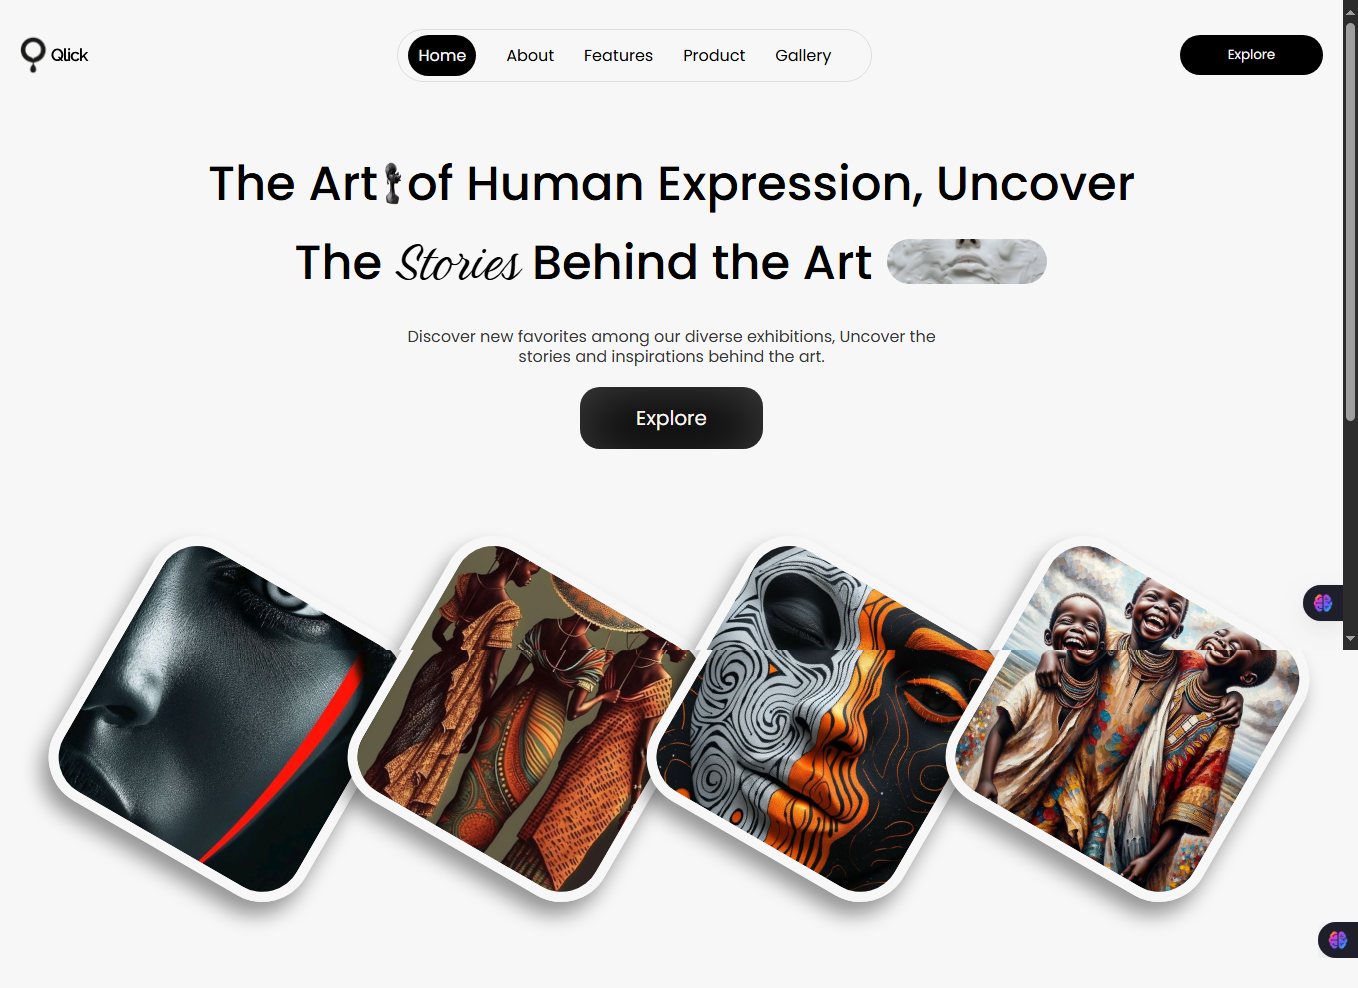 Qlick
Home About Features Product Gallery
Explore
The Art of Human Expression, Uncover
The Stories Behind the Art
Discover new favorites among our diverse exhibitions, Uncover the
stories and inspirations behind the art.
Explore